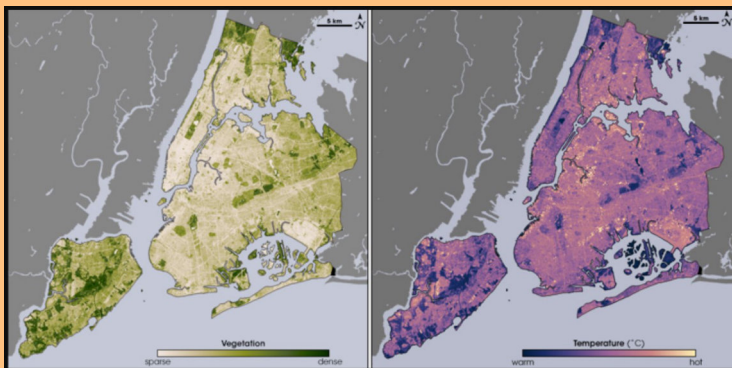 5 km
N
5 km
N
Vegetation
sparse dense
Temperature (°C)
warm hot